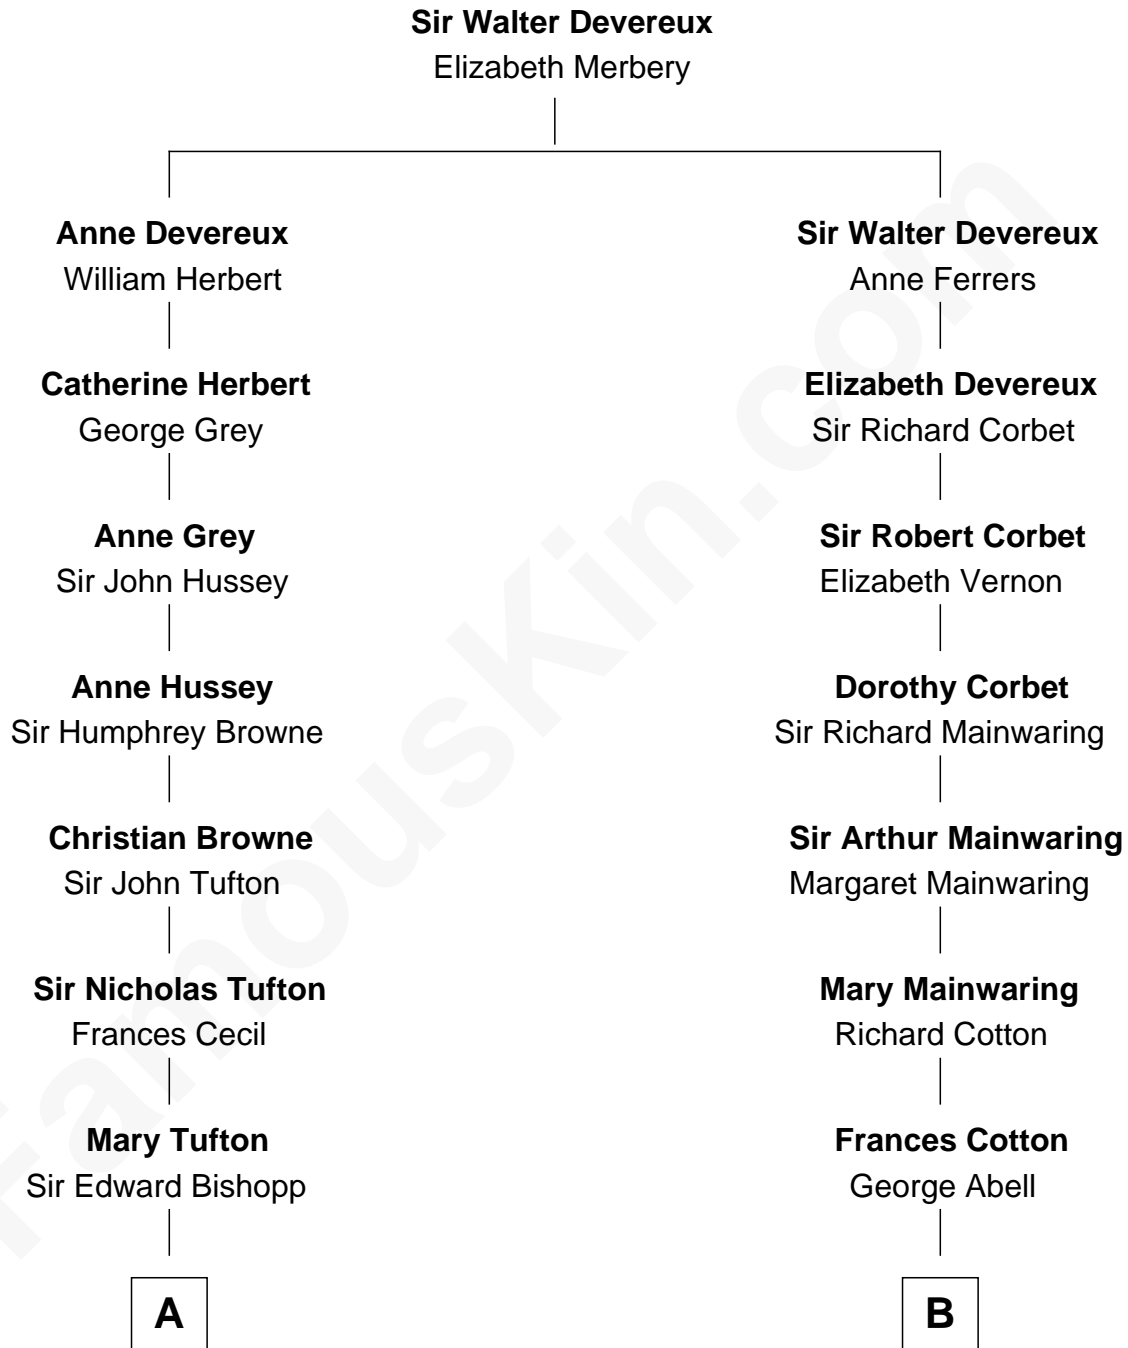 Sir Walter Devereux
Elizabeth Merbery
Anne Devereux
William Herbert
Sir Walter Devereux
Anne Ferrers
Catherine Herbert
George Grey
Elizabeth Devereux
Sir Richard Corbet
Anne Grey
Sir John Hussey
Sir Robert Corbet
Elizabeth Vernon
Anne Hussey
Sir Humphrey Browne
Dorothy Corbet
Sir Richard Mainwaring
Christian Browne
Sir John Tufton
Sir Arthur Mainwaring
Margaret Mainwaring
Sir Nicholas Tufton
Frances Cecil
Mary Mainwaring
Richard Cotton
Mary Tufton
Sir Edward Bishopp
Frances Cotton
George Abell
A
B
FamousKin.com